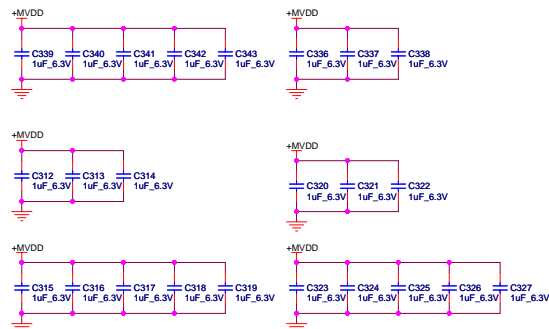 +MVDD
+MVDD
C339 C340 C341 C342 C343
1uF_6.3V 1uF_6.3V 1uF_6.3V 1uF_6.3V 1uF_6.3V
C336 C337 C338
1uF_6.3V 1uF_6.3V 1uF_6.3V
+MVDD
+MVDD
C312 C313 C314
1uF_6.3V 1uF_6.3V 1uF_6.3V
C320 C321 C322
1uF_6.3V 1uF_6.3V 1uF_6.3V
+MVDD
+MVDD
C315 C316 C317 C318 C319
1uF_6.3V 1uF_6.3V 1uF_6.3V 1uF_6.3V 1uF_6.3V
C323 C324 C325 C326 C327
1uF_6.3V 1uF_6.3V 1uF_6.3V 1uF_6.3V 1uF_6.3V